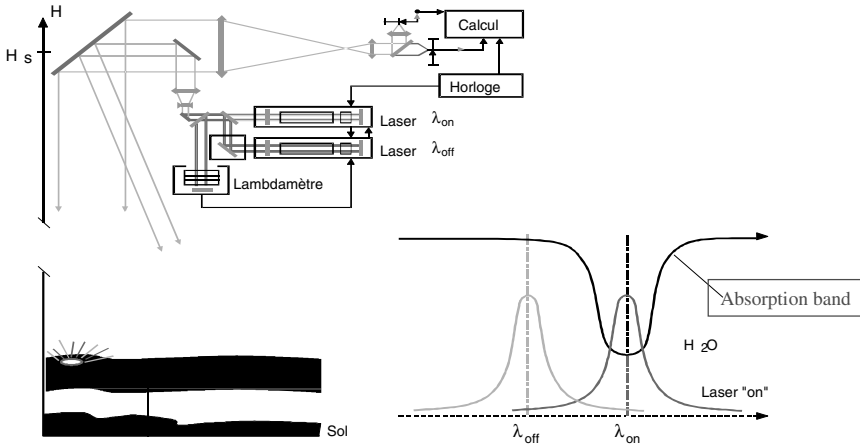 H
H s
Calcul
Horloge
Laser λon
Laser λoff
Lambdamètre
Sol
Absorption band
H 2O
Laser "on"
λoff
λon